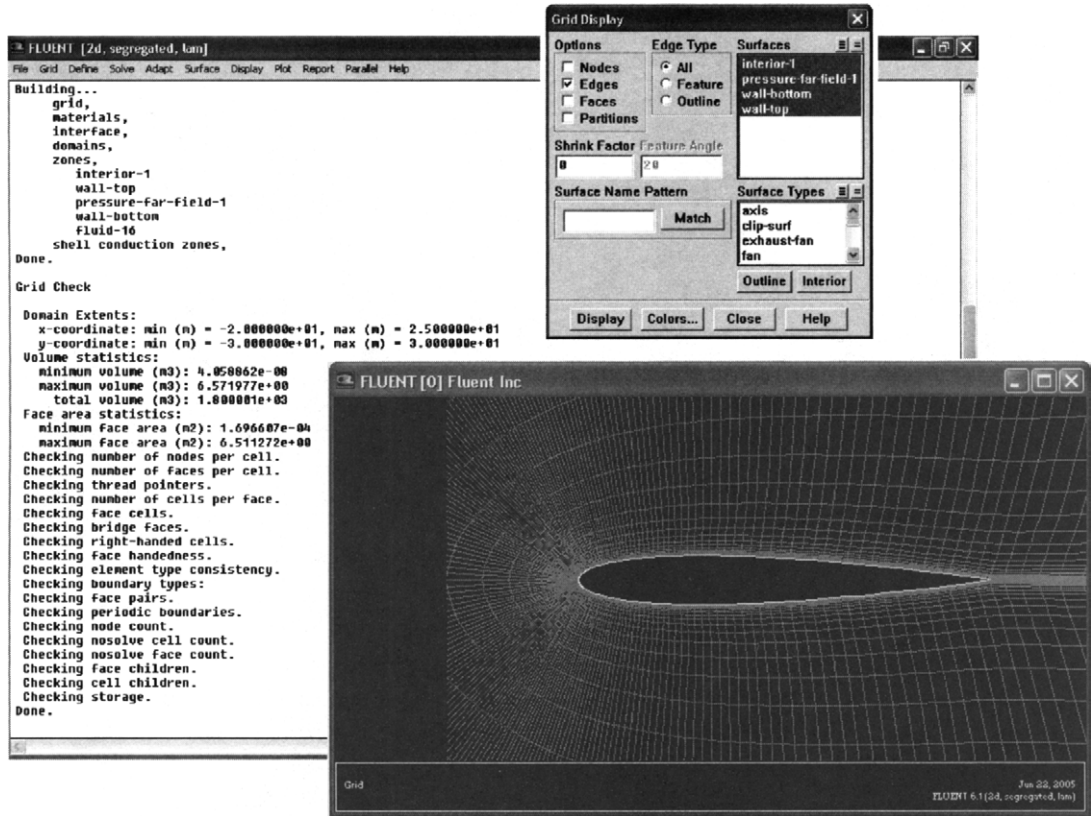 FLUENT [2d, segregated, lam]
File Grid Define Solve Adapt Surface Display Plot Report Parallel Help
Building...
grid,
materials,
interface,
domains,
zones,
interior-1
wall-top
pressure-far-field-1
wall-bottom
fluid-16
shell conduction zones,
Done.
Grid Check
Domain Extents:
x-coordinate: min (m) = -2.000000e+01, max (m) = 2.500000e+01
y-coordinate: min (m) = -3.000000e+01, max (m) = 3.000000e+01
Volume statistics:
minimum volume (m3): 4.058862e-08
maximum volume (m3): 6.571977e+00
total volume (m3): 1.800001e+03
Face area statistics:
minimum face area (m2): 1.696607e-04
maximum face area (m2): 6.511272e+00
Checking number of nodes per cell.
Checking number of faces per cell.
Checking thread pointers.
Checking number of cells per face.
Checking face cells.
Checking bridge faces.
Checking right-handed cells.
Checking face handedness.
Checking element type consistency.
Checking boundary types:
Checking face pairs.
Checking periodic boundaries.
Checking node count.
Checking nosolve cell count.
Checking nosolve face count.
Checking face children.
Checking cell children.
Checking storage.
Done.
Grid Display
Options
Nodes
Edges
Faces
Partitions
Edge Type
All
Feature
Outline
Surfaces
interior-1
pressure-far-field-1
wall-bottom
wall-top
Shrink Factor Feature Angle
0 20
Surface Name Pattern
Match
Surface Types
axis
clip-surf
exhaust-fan
fan
Outline Interior
Display Colors... Close Help
FLUENT [0] Fluent Inc
Grid
Jun 22, 2005
FLUENT 6.1 (2d, segregated, lam)